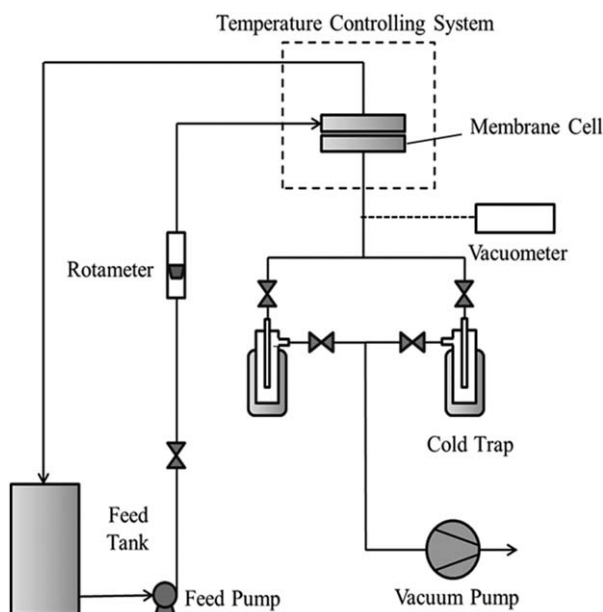 Temperature Controlling System
Membrane Cell
Vacuometer
Rotameter
Cold Trap
Feed
Tank
Feed Pump
Vacuum Pump